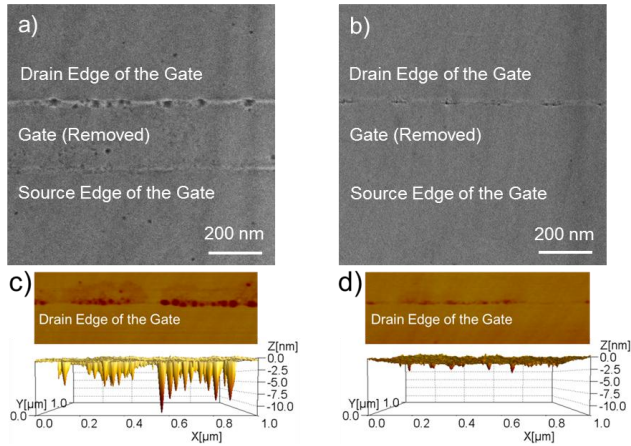 a)
Drain Edge of the Gate
Gate (Removed)
Source Edge of the Gate
200 nm
b)
Drain Edge of the Gate
Gate (Removed)
Source Edge of the Gate
200 nm
c)
Drain Edge of the Gate
Z[nm]
0.0
-2.5
-5.0
-7.5
-10.0
Y[µm] 1.0
0.0
0.2 0.4 0.6 0.8 1.0
X[µm]
d)
Drain Edge of the Gate
Z[nm]
0.0
-2.5
-5.0
-7.5
-10.0
Y[µm] 1.0
0.0
0.2 0.4 0.6 0.8 1.0
X[µm]